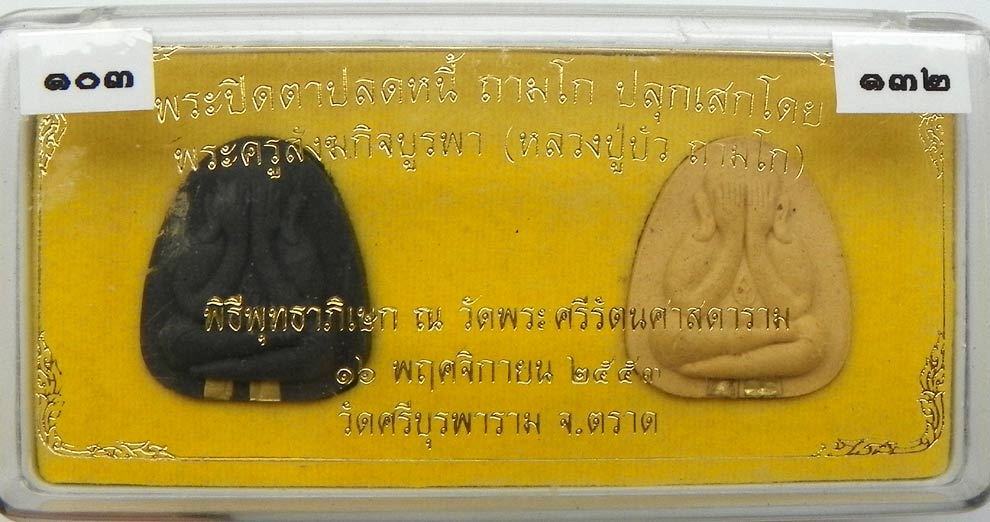 ๑๐๓
๑๓๒
พระปิดตาปลดหนี้ ถามโก ปลุกเสกโดย
พระครูสังฆกิจบูรพา (หลวงปู่บัว ถามโก)
พิธีพุทธาภิเษก ณ วัดพระศรีรัตนศาสดาราม
๑๖ พฤศจิกายน ๒๕๕๓
วัดศรีบุรพาราม จ.ตราด